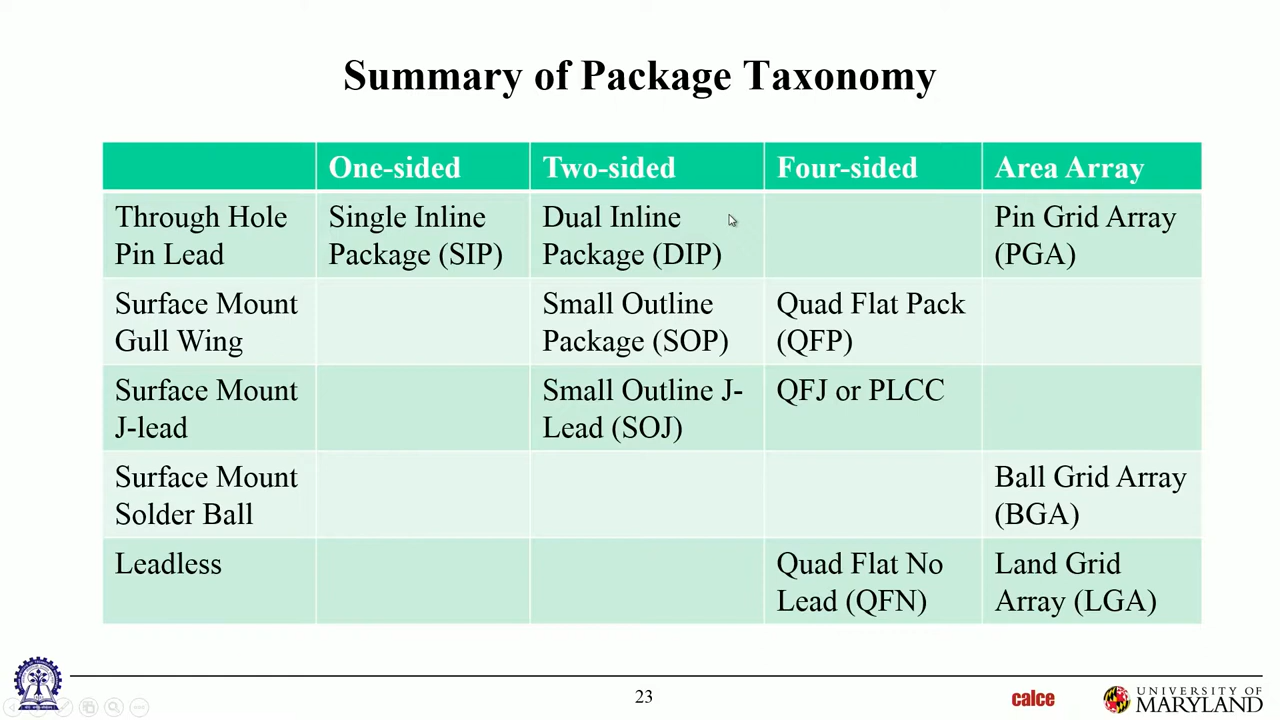 Summary of Package Taxonomy
One-sided Two-sided Four-sided Area Array
Through Hole
Pin Lead
Single Inline
Package (SIP)
Dual Inline
Package (DIP)
Pin Grid Array
(PGA)
Surface Mount
Gull Wing
Small Outline
Package (SOP)
Quad Flat Pack
(QFP)
Surface Mount
J-lead
Small Outline J-
Lead (SOJ)
QFJ or PLCC
Surface Mount
Solder Ball
Ball Grid Array
(BGA)
Leadless
Quad Flat No
Lead (QFN)
Land Grid
Array (LGA)
23
calce
UNIVERSITY OF
MARYLAND